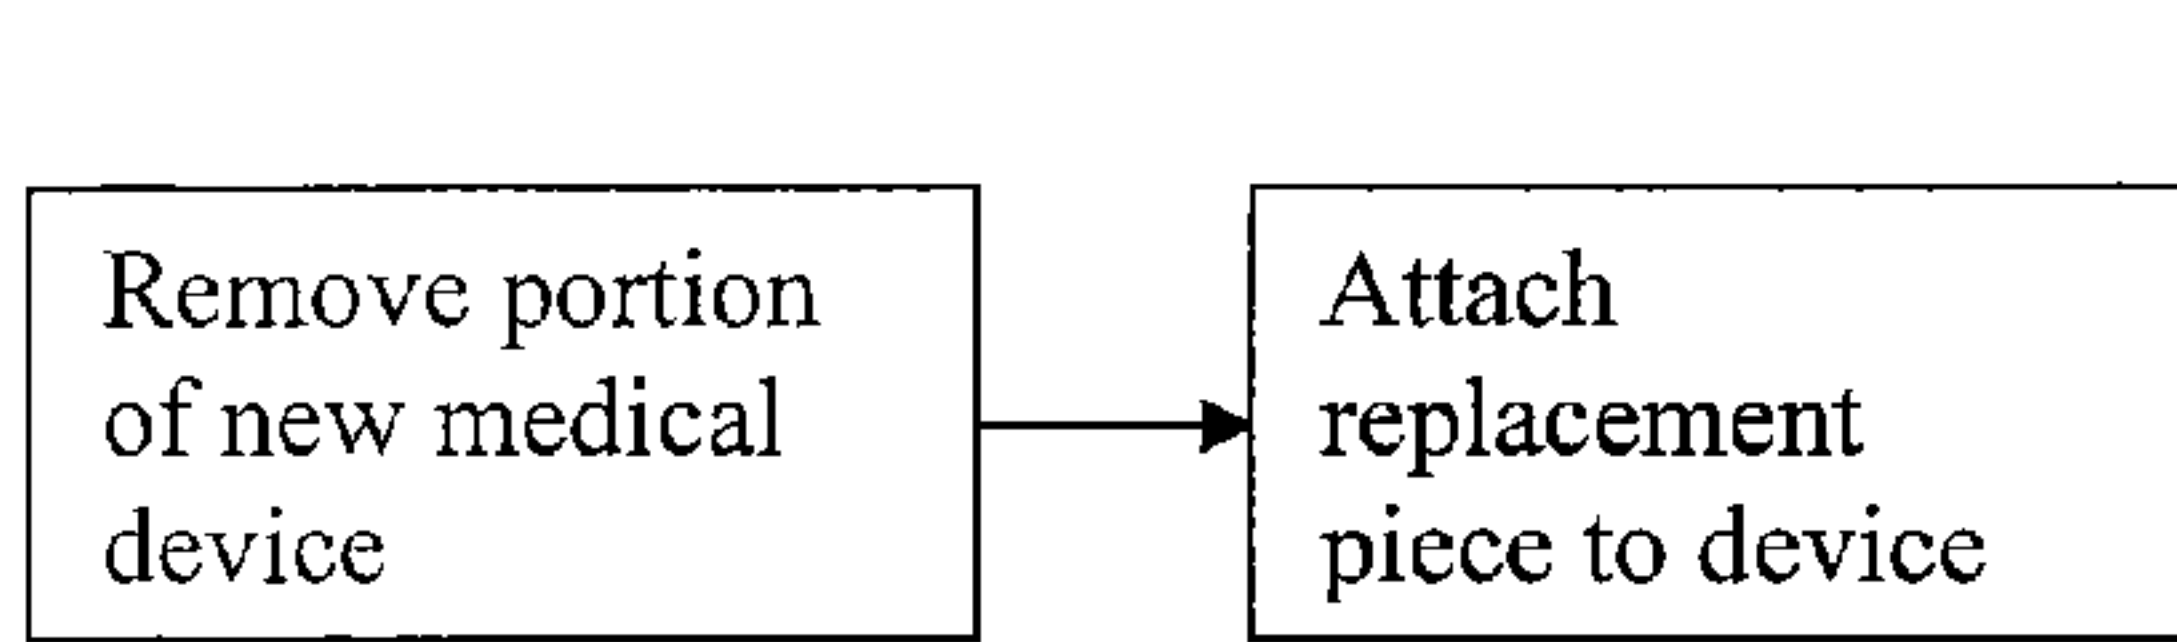 Remove portion
of new medical
device
Attach
replacement
piece to device